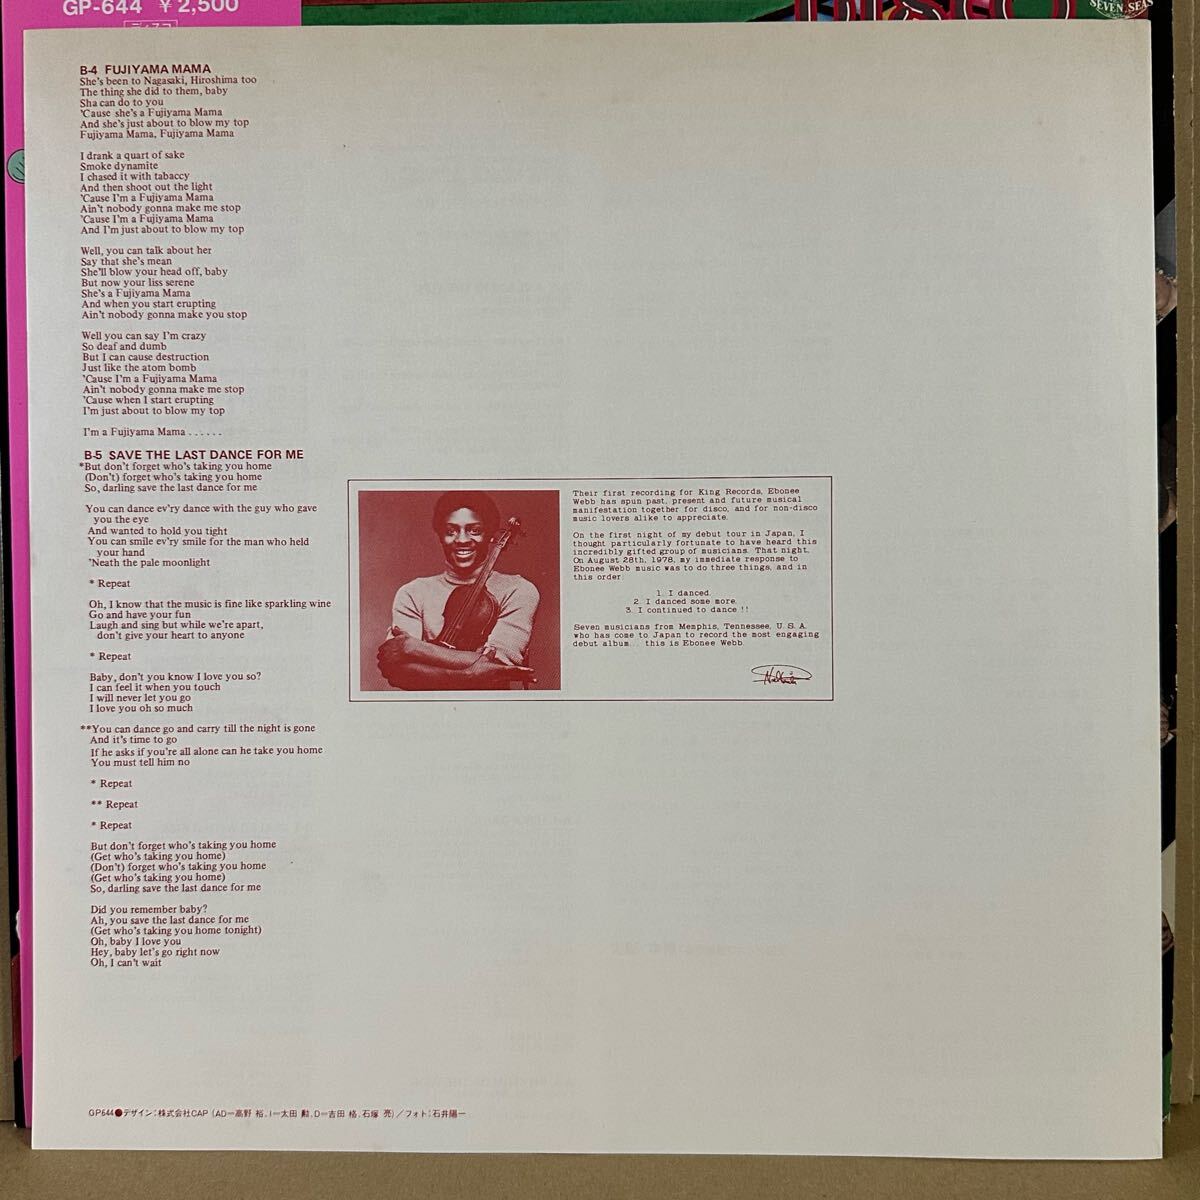 GP-644 ￥2,500
ディスコ
SEVEN SEAS
B-4 FUJIYAMA MAMA
She's been to Nagasaki, Hiroshima too
The thing she did to them, baby
Sha can do to you
'Cause she's a Fujiyama Mama
And she's just about to blow my top
Fujiyama Mama, Fujiyama Mama
I drank a quart of sake
Smoke dynamite
I chased it with tabaccy
And then shoot out the light
'Cause I'm a Fujiyama Mama
Ain't nobody gonna make me stop
'Cause I'm a Fujiyama Mama
And I'm just about to blow my top
Well, you can talk about her
Say that she's mean
She'll blow your head off, baby
But now your liss serene
She's a Fujiyama Mama
And when you start erupting
Ain't nobody gonna make you stop
Well you can say I'm crazy
So deaf and dumb
But I can cause destruction
Just like the atom bomb
'Cause I'm a Fujiyama Mama
Ain't nobody gonna make me stop
'Cause when I start erupting
I'm just about to blow my top
I'm a Fujiyama Mama . . . . . .
B-5 SAVE THE LAST DANCE FOR ME
*But don't forget who's taking you home
(Don't) forget who's taking you home
So, darling save the last dance for me
You can dance ev'ry dance with the guy who gave
you the eye
And wanted to hold you tight
You can smile ev'ry smile for the man who held
your hand
'Neath the pale moonlight
* Repeat
Oh, I know that the music is fine like sparkling wine
Go and have your fun
Laugh and sing but while we're apart,
don't give your heart to anyone
* Repeat
Baby, don't you know I love you so?
I can feel it when you touch
I will never let you go
I love you oh so much
**You can dance go and carry till the night is gone
And it's time to go
If he asks if you're all alone can he take you home
You must tell him no
* Repeat
** Repeat
* Repeat
But don't forget who's taking you home
(Get who's taking you home)
(Don't) forget who's taking you home
(Get who's taking you home)
So, darling save the last dance for me
Did you remember baby?
Ah, you save the last dance for me
(Get who's taking you home tonight)
Oh, baby I love you
Hey, baby let's go right now
Oh, I can't wait
Their first recording for King Records, Ebonee
Webb has spun past, present and future musical
manifestation together for disco, and for non-disco
music lovers alike to appreciate.
On the first night of my debut tour in Japan, I
thought particularly fortunate to have heard this
incredibly gifted group of musicians. That night,
On August 28th, 1978, my immediate response to
Ebonee Webb music was to do three things, and in
this order:
1. I danced.
2. I danced some more.
3. I continued to dance !!
Seven musicians from Memphis, Tennessee, U. S. A.
who has come to Japan to record the most engaging
debut album... this is Ebonee Webb.
GP644●デザイン:株式会社CAP (AD=高野 裕, I=太田 勲, D=吉田 格, 石塚 亮)／フォト:石井陽一